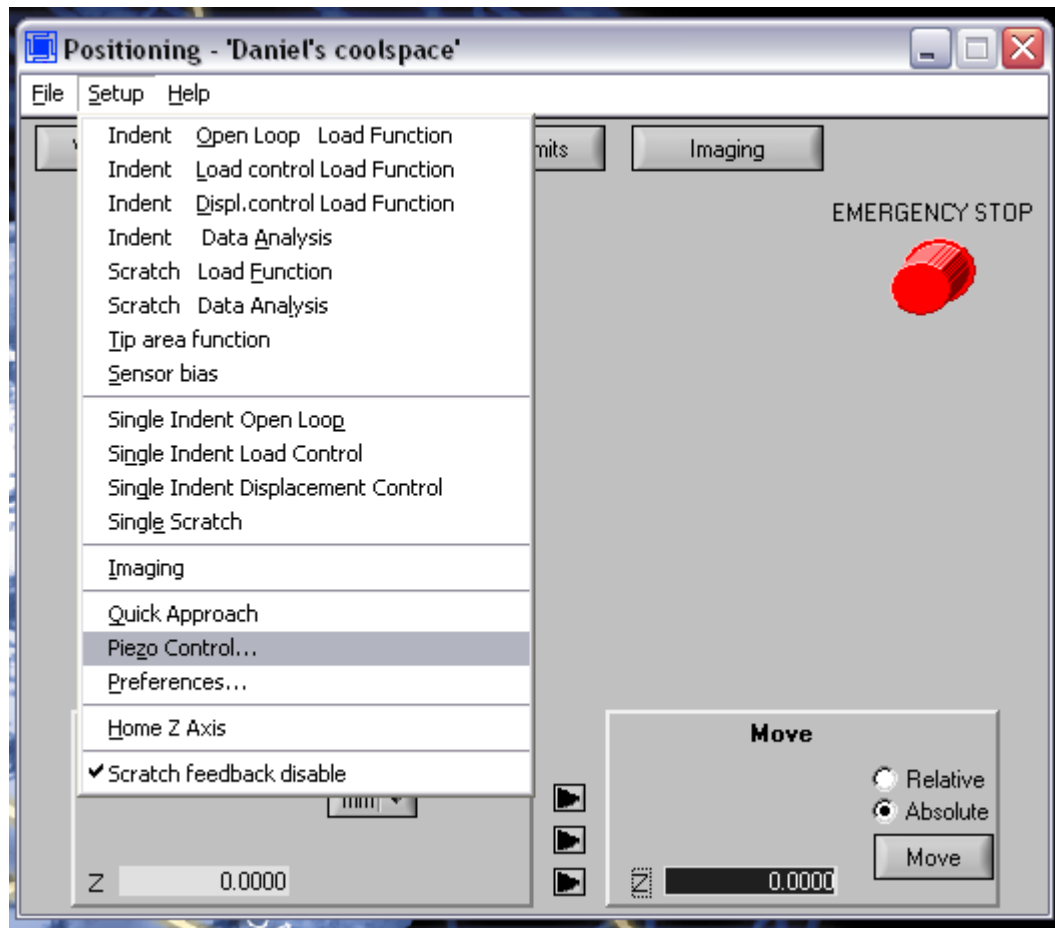 Positioning - 'Daniel's coolspace'
File Setup Help
Imaging
Indent Open Loop Load Function
Indent Load control Load Function
Indent Displ.control Load Function
Indent Data Analysis
Scratch Load Function
Scratch Data Analysis
Tip area function
Sensor bias
Single Indent Open Loop
Single Indent Load Control
Single Indent Displacement Control
Single Scratch
Imaging
Quick Approach
Piezo Control...
Preferences...
Home Z Axis
✔Scratch feedback disable
EMERGENCY STOP
mm
Z 0.0000
Move
Relative
Absolute
Move
Z 0.0000